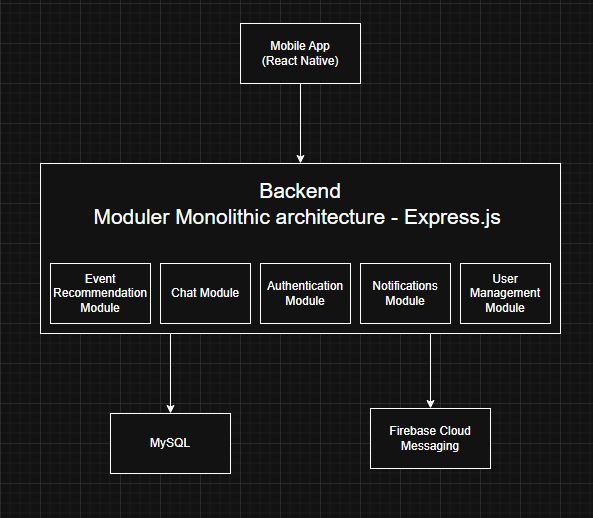 Mobile App
(React Native)
Backend
Moduler Monolithic architecture - Express.js
Event
Recommendation
Module
Chat Module
Authentication
Module
Notifications
Module
User
Management
Module
MySQL
Firebase Cloud
Messaging